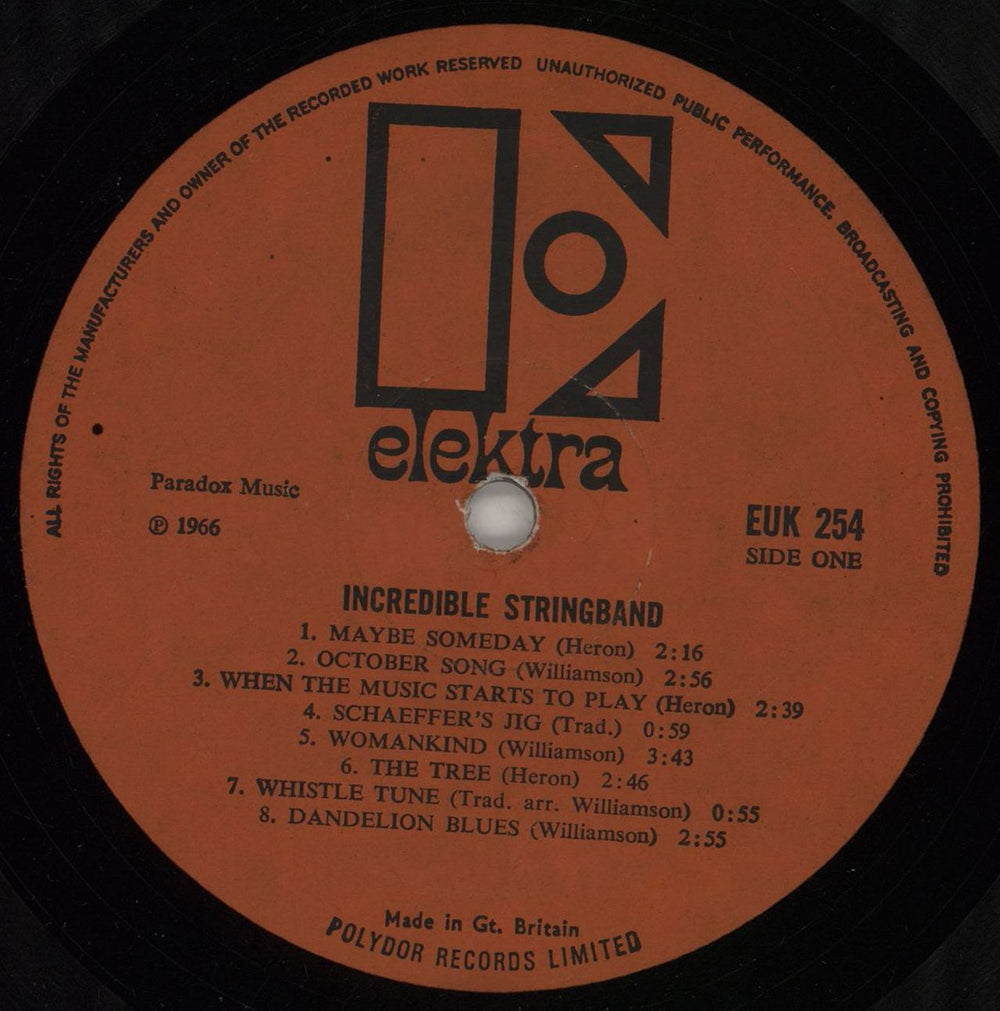 ALL RIGHTS OF THE MANUFACTURERS AND OWNER OF THE RECORDED WORK RESERVED UNAUTHORIZED PUBLIC PERFORMANCE, BROADCASTING AND COPYING PROHIBITED
elektra
Paradox Music
℗ 1966
EUK 254
SIDE ONE
INCREDIBLE STRINGBAND
1. MAYBE SOMEDAY (Heron) 2:16
2. OCTOBER SONG (Williamson) 2:56
3. WHEN THE MUSIC STARTS TO PLAY (Heron) 2:39
4. SCHAEFFER'S JIG (Trad.) 0:59
5. WOMANKIND (Williamson) 3:43
6. THE TREE (Heron) 2:46
7. WHISTLE TUNE (Trad. arr. Williamson) 0:55
8. DANDELION BLUES (Williamson) 2:55
Made in Gt. Britain
POLYDOR RECORDS LIMITED